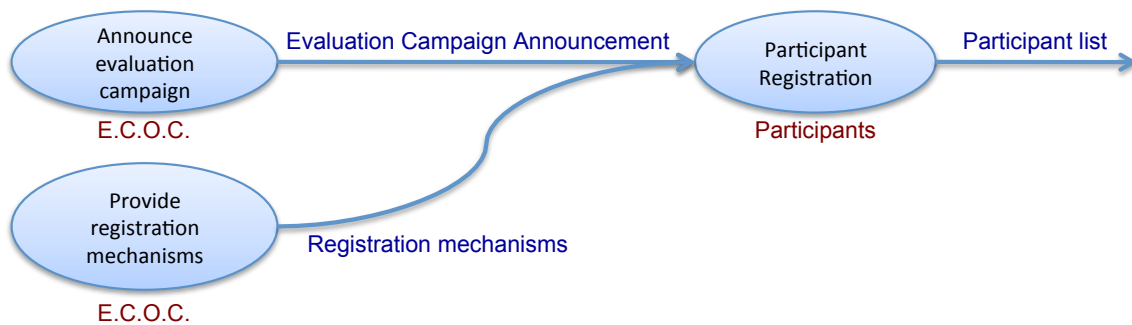 Announce
evaluation
campaign
E.C.O.C.
Evaluation Campaign Announcement
Participant
Registration
Participants
Participant list
Provide
registration
mechanisms
E.C.O.C.
Registration mechanisms